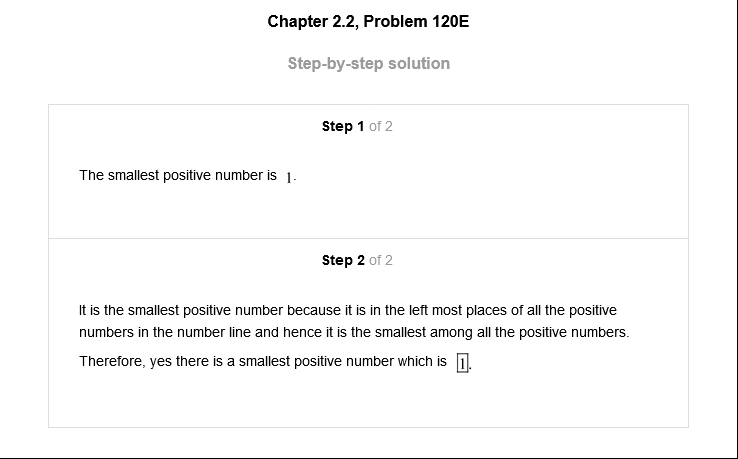 Chapter 2.2, Problem 120E
Step-by-step solution
Step 1 of 2
The smallest positive number is 1.
Step 2 of 2
It is the smallest positive number because it is in the left most places of all the positive
numbers in the number line and hence it is the smallest among all the positive numbers.
Therefore, yes there is a smallest positive number which is 1.